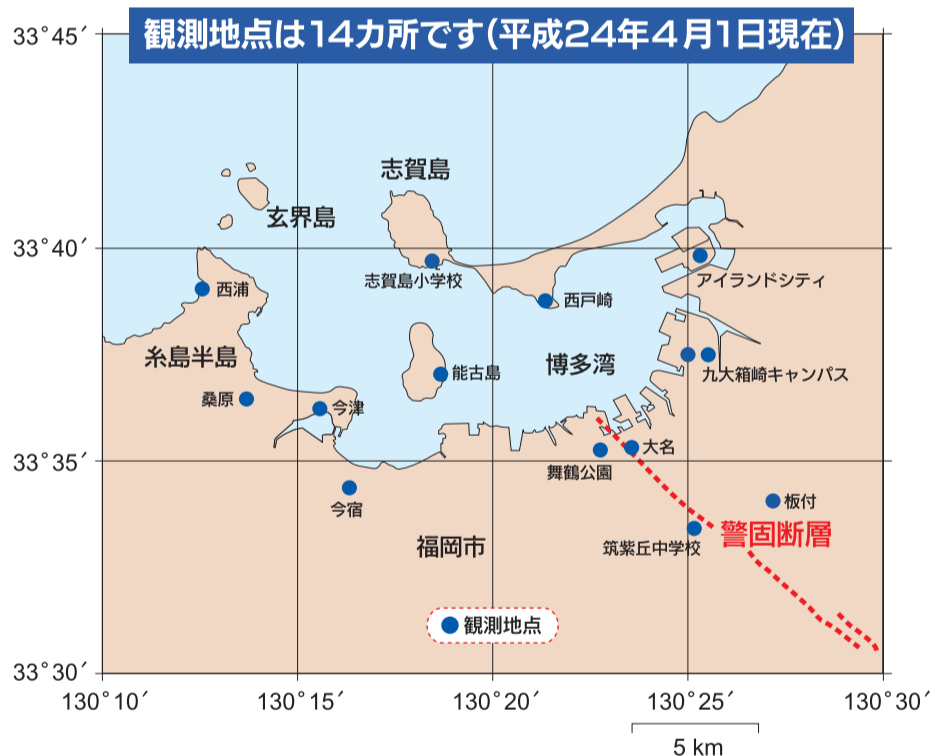 観測地点は14カ所です(平成24年4月1日現在)
33°45′
志賀島
玄界島
33°40′
志賀島小学校
アイランドシティ
西浦
西戸崎
糸島半島
博多湾
能古島
九大箱崎キャンパス
桑原
今津
33°35′
大名
舞鶴公園
今宿
板付
警固断層
福岡市
筑紫丘中学校
観測地点
33°30′
130°10′
130°15′
130°20′
130°25′
130°30′
5 km